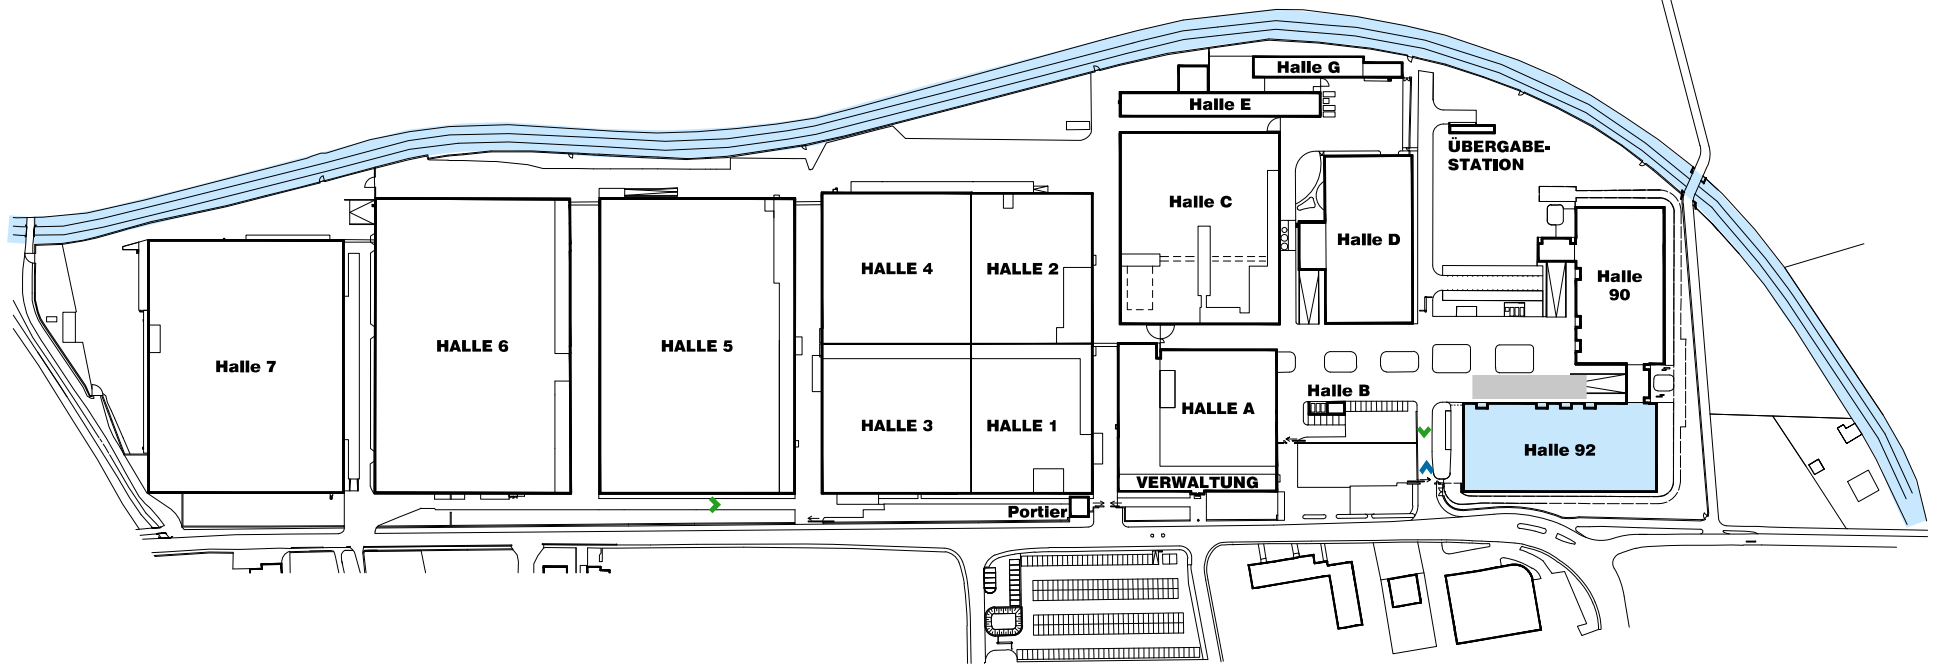 Halle G
Halle E
ÜBERGABE-
STATION
Halle C
Halle D
HALLE 4
HALLE 2
Halle
90
HALLE 6
HALLE 5
Halle 7
Halle B
HALLE A
HALLE 3
HALLE 1
Halle 92
VERWALTUNG
Portier